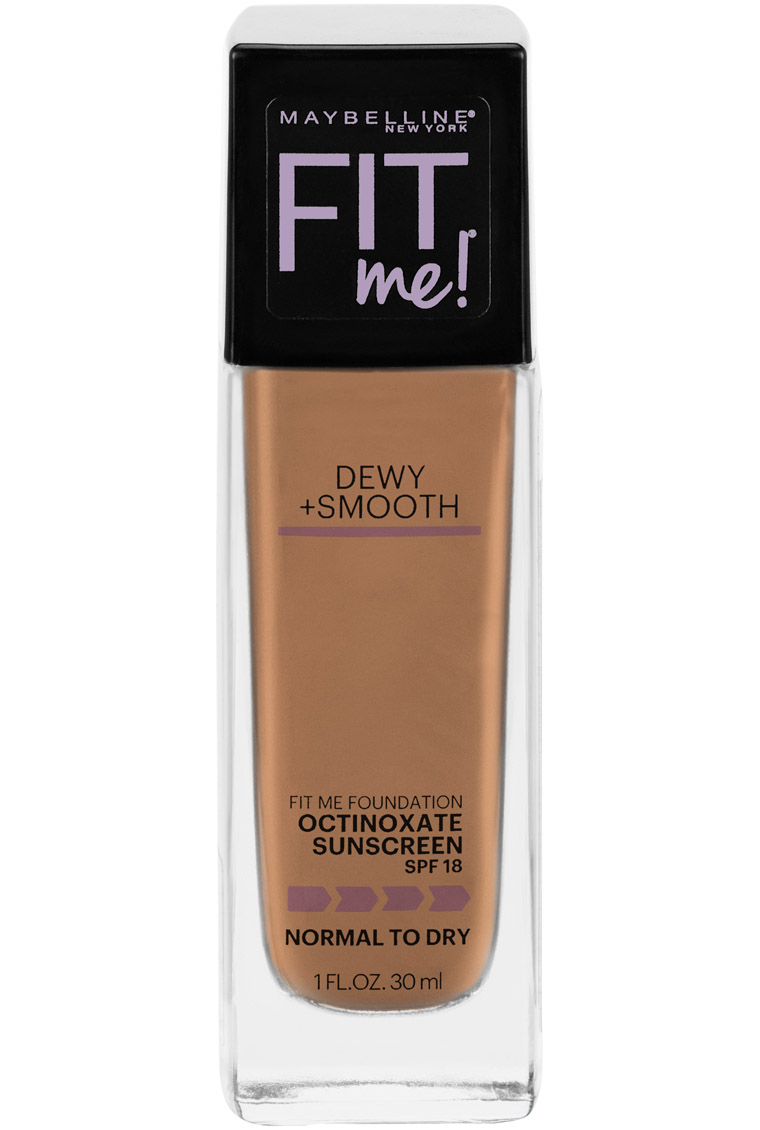 MAYBELLINE®
NEW YORK
FIT
me!®
DEWY
+SMOOTH
FIT ME FOUNDATION
OCTINOXATE
SUNSCREEN
SPF 18
NORMAL TO DRY
1 FL.OZ. 30 ml